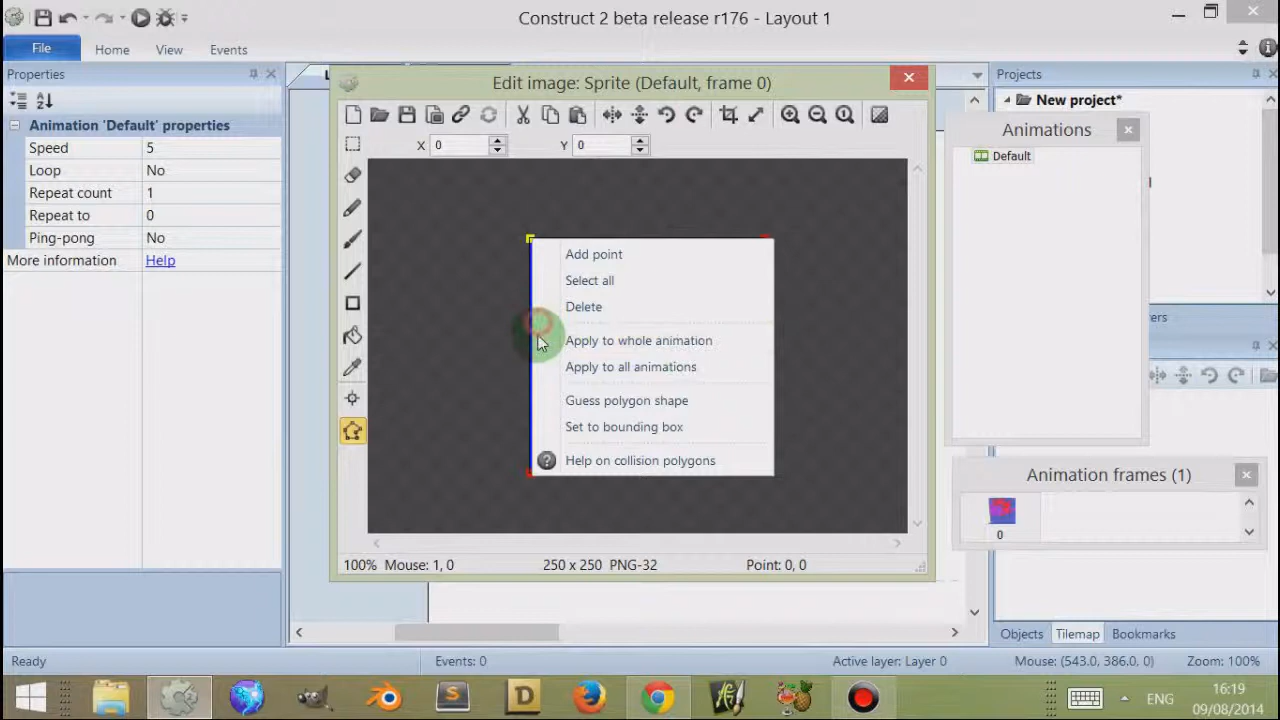 Construct 2 beta release r176 - Layout 1
File Home View Events
Properties
Animation 'Default' properties
Speed 5
Loop No
Repeat count 1
Repeat to 0
Ping-pong No
More information Help
Edit image: Sprite (Default, frame 0)
X 0 Y 0
Add point
Select all
Delete
Apply to whole animation
Apply to all animations
Guess polygon shape
Set to bounding box
Help on collision polygons
100% Mouse: 1, 0 250 x 250 PNG-32 Point: 0, 0
Projects
New project*
Animations
Default
Animation frames (1)
0
Objects Tilemap Bookmarks
Ready Events: 0 Active layer: Layer 0 Mouse: (543.0, 386.0, 0) Zoom: 100%
ENG
16:19
09/08/2014